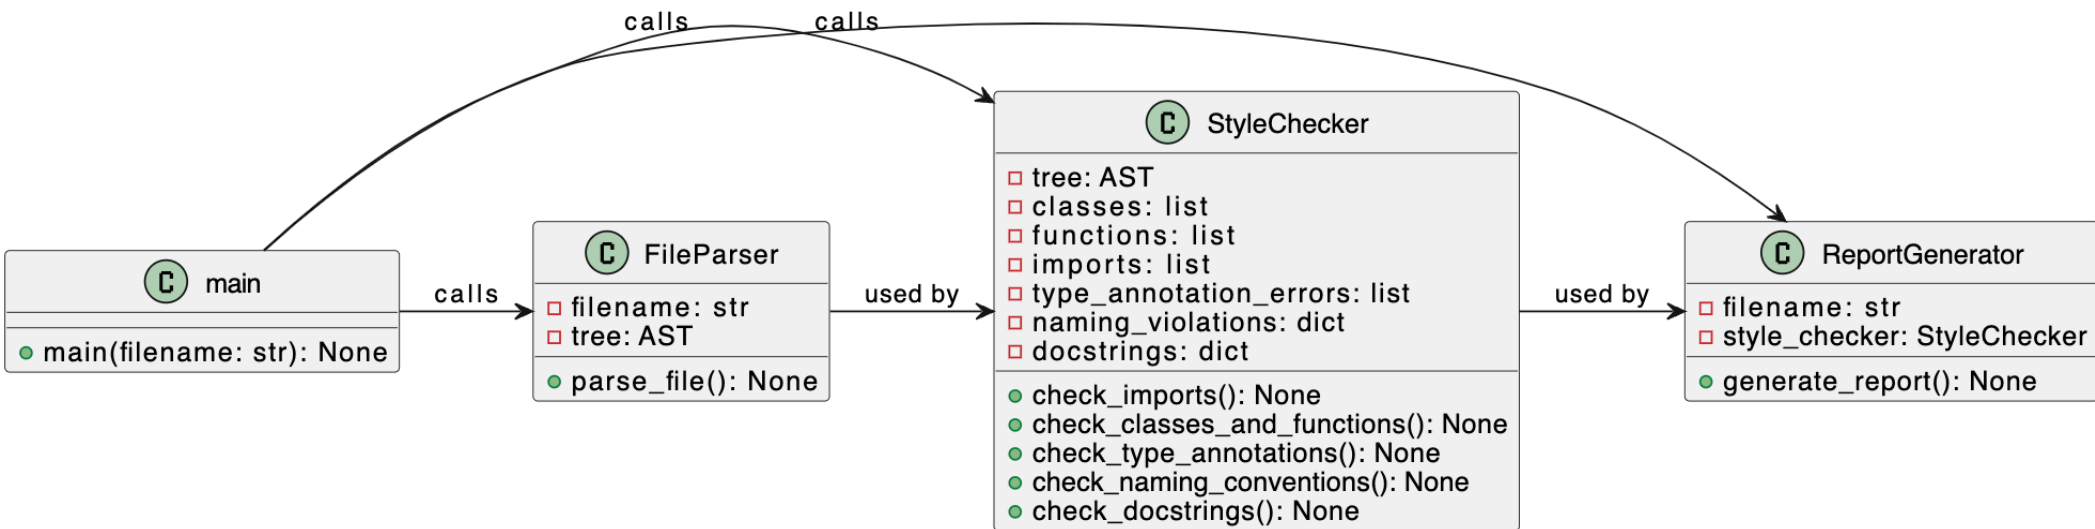 calls
calls
C main
main(filename: str): None
calls
C FileParser
filename: str
tree: AST
parse_file(): None
used by
C StyleChecker
tree: AST
classes: list
functions: list
imports: list
type_annotation_errors: list
naming_violations: dict
docstrings: dict
check_imports(): None
check_classes_and_functions(): None
check_type_annotations(): None
check_naming_conventions(): None
check_docstrings(): None
used by
C ReportGenerator
filename: str
style_checker: StyleChecker
generate_report(): None